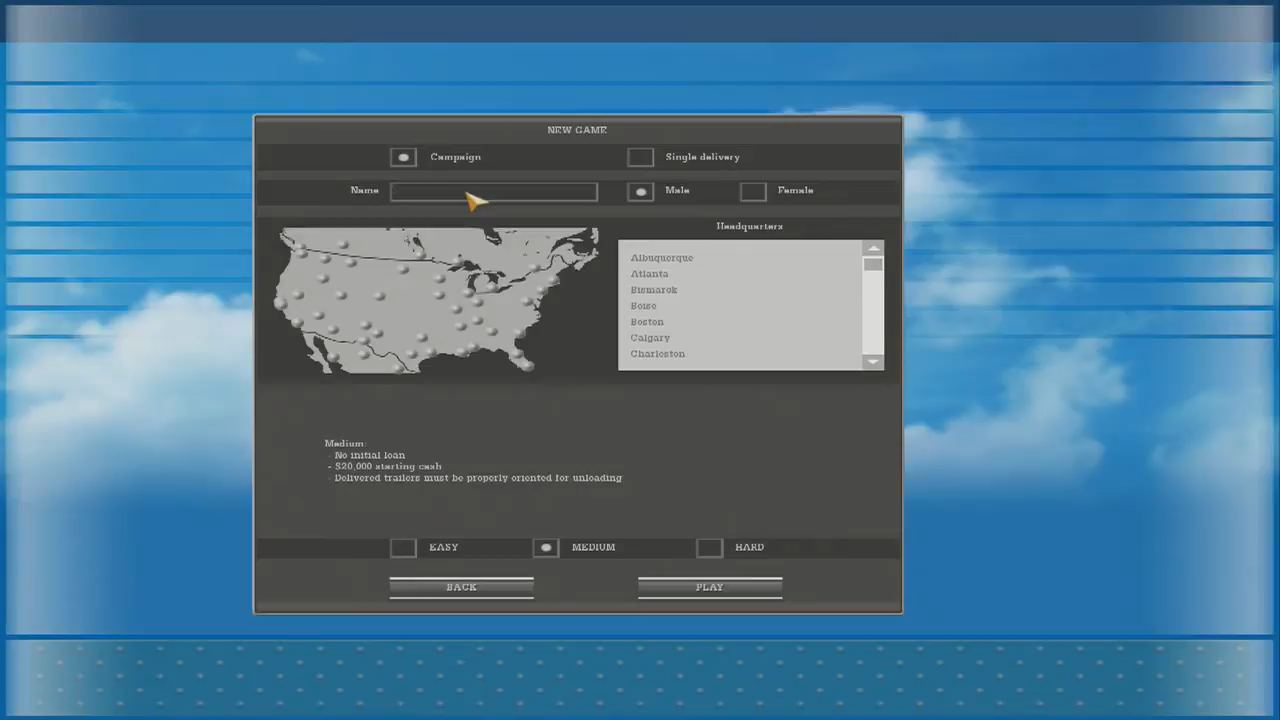 NEW GAME
Campaign
Single delivery
Name
Male
Female
Headquarters
Albuquerque
Atlanta
Bismarok
Boise
Boston
Calgary
Charleston
Medium:
- No initial loan
- $20,000 starting cash
- Delivered trailers must be properly oriented for unloading
EASY
MEDIUM
HARD
BACK
PLAY